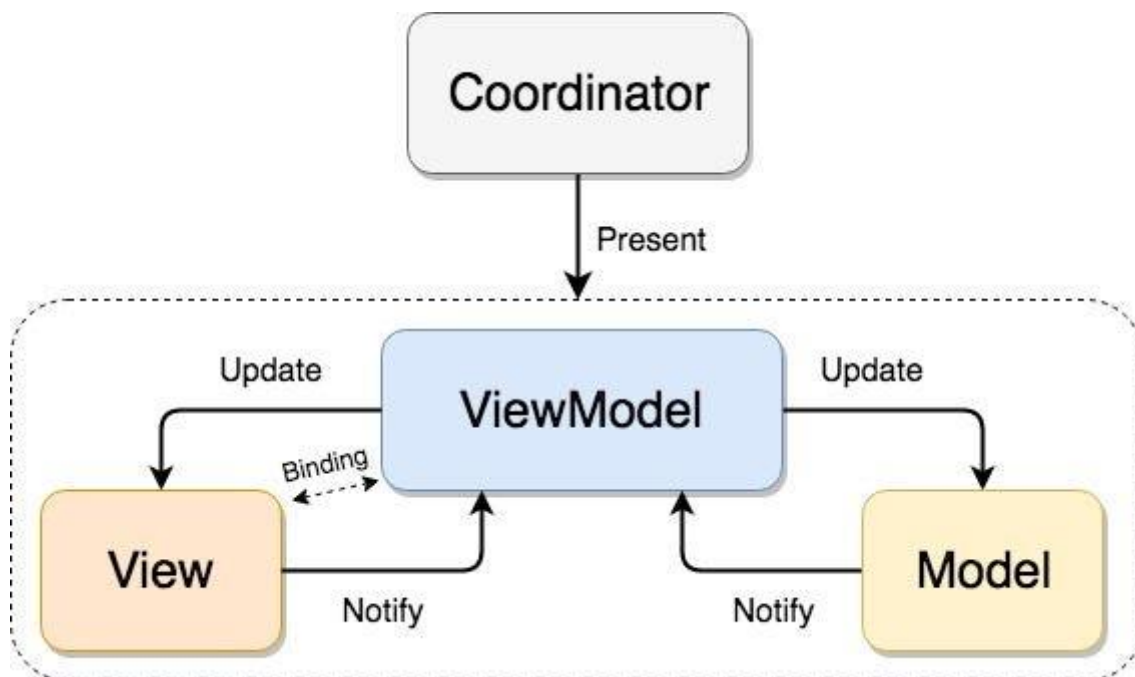 Coordinator
Present
Update
Update
ViewModel
Binding
View
Model
Notify
Notify